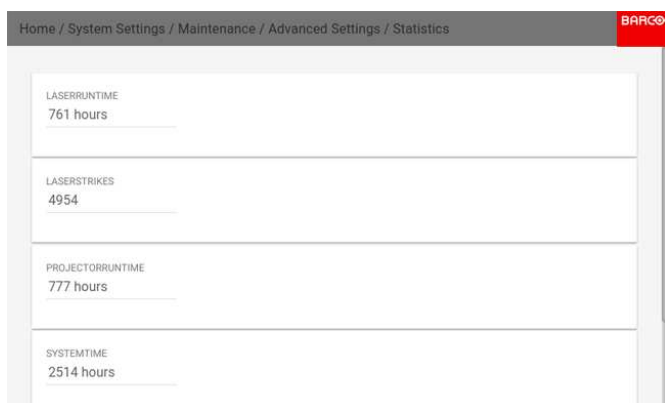 Home / System Settings / Maintenance / Advanced Settings / Statistics
BARCO
LASERRUNTIME
761 hours
LASERSTRIKES
4954
PROJECTORRUNTIME
777 hours
SYSTEMTIME
2514 hours